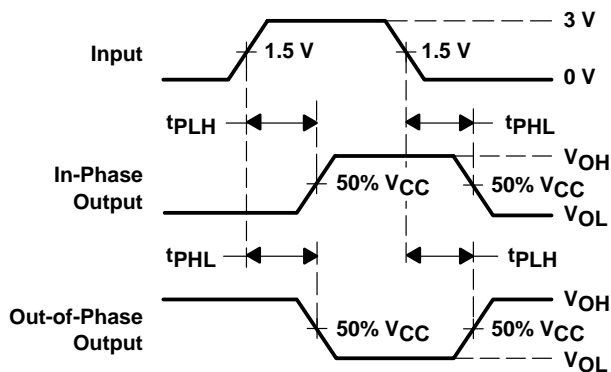 3 V
Input
1.5 V
1.5 V
0 V
tPLH
tPHL
In-Phase
Output
VOH
50% VCC
50% VCC
VOL
tPHL
tPLH
Out-of-Phase
Output
VOH
50% VCC
50% VCC
VOL